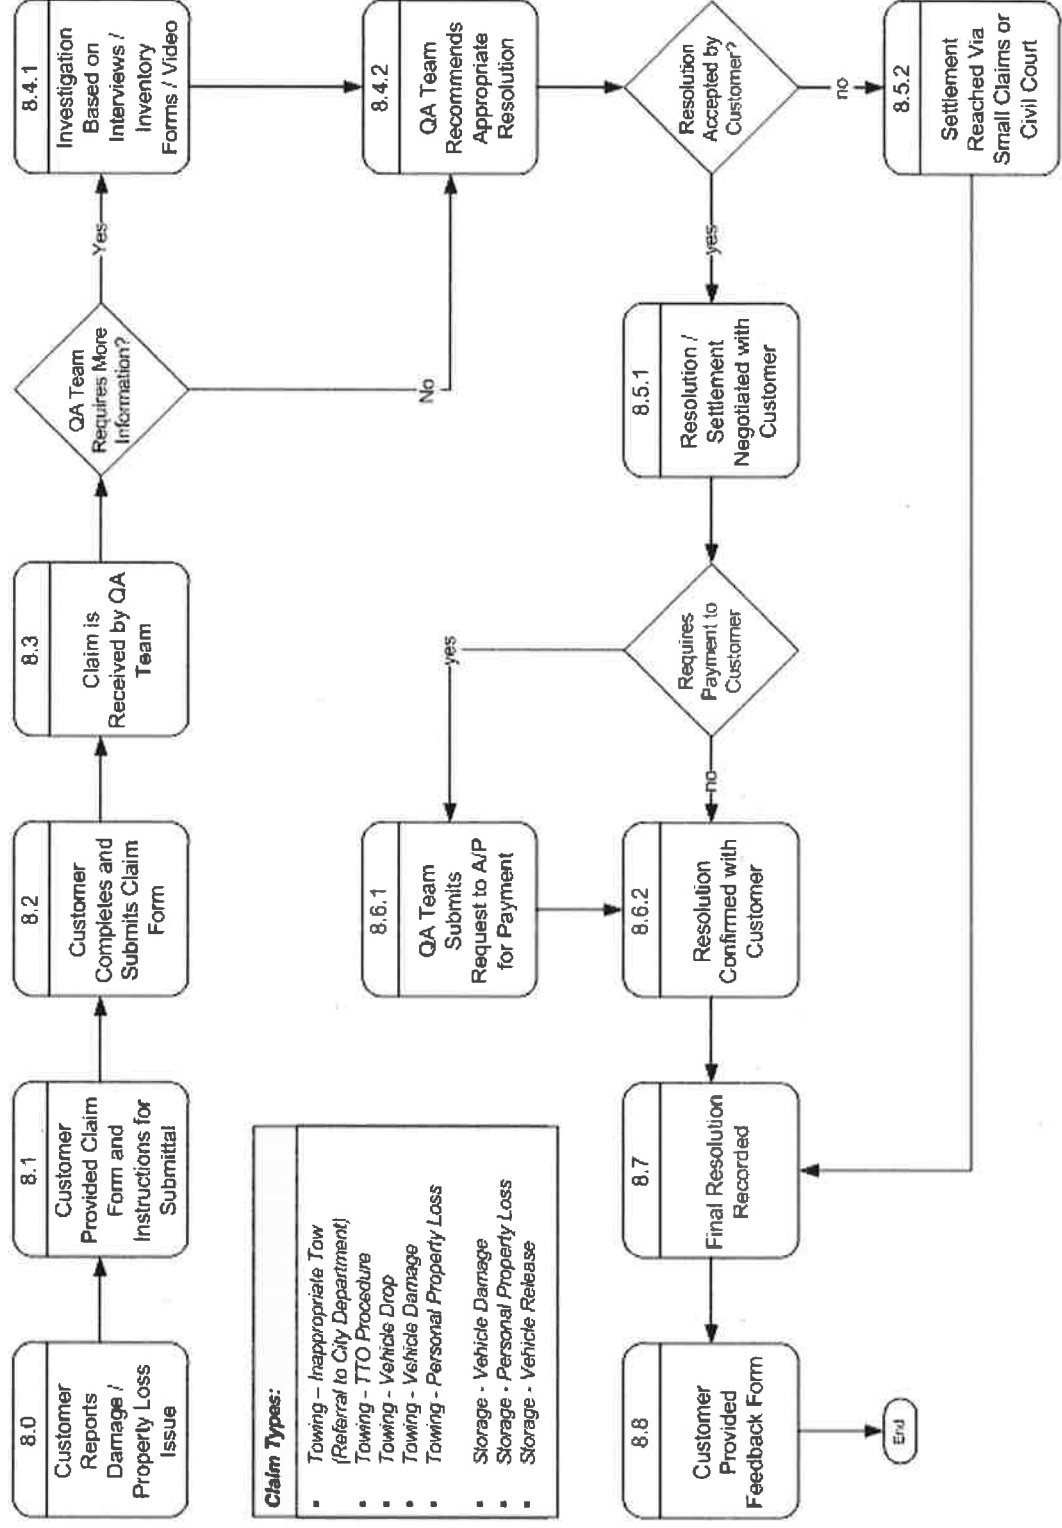 8.0
Customer
Reports
Damage /
Property Loss
Issue
8.1
Customer
Provided Claim
Form and
Instructions for
Submittal
8.2
Customer
Completes and
Submits Claim
Form
8.3
Claim is
Received by QA
Team
QA Team
Requires More
Information?
Yes
No
8.4.1
Investigation
Based on
Interviews /
Inventory
Forms / Video
8.4.2
QA Team
Recommends
Appropriate
Resolution
Resolution
Accepted by
Customer?
yes
no
8.5.1
Resolution /
Settlement
Negotiated with
Customer
8.5.2
Settlement
Reached Via
Small Claims or
Civil Court
Requires
Payment to
Customer
yes
no
8.6.1
QA Team
Submits
Request to A/P
for Payment
8.6.2
Resolution
Confirmed with
Customer
8.7
Final Resolution
Recorded
8.8
Customer
Provided
Feedback Form
End
Claim Types:
▪ Towing – Inappropriate Tow
(Referral to City Department)
▪ Towing - TTO Procedure
▪ Towing - Vehicle Drop
▪ Towing - Vehicle Damage
▪ Towing - Personal Property Loss
▪ Storage - Vehicle Damage
▪ Storage - Personal Property Loss
▪ Storage - Vehicle Release